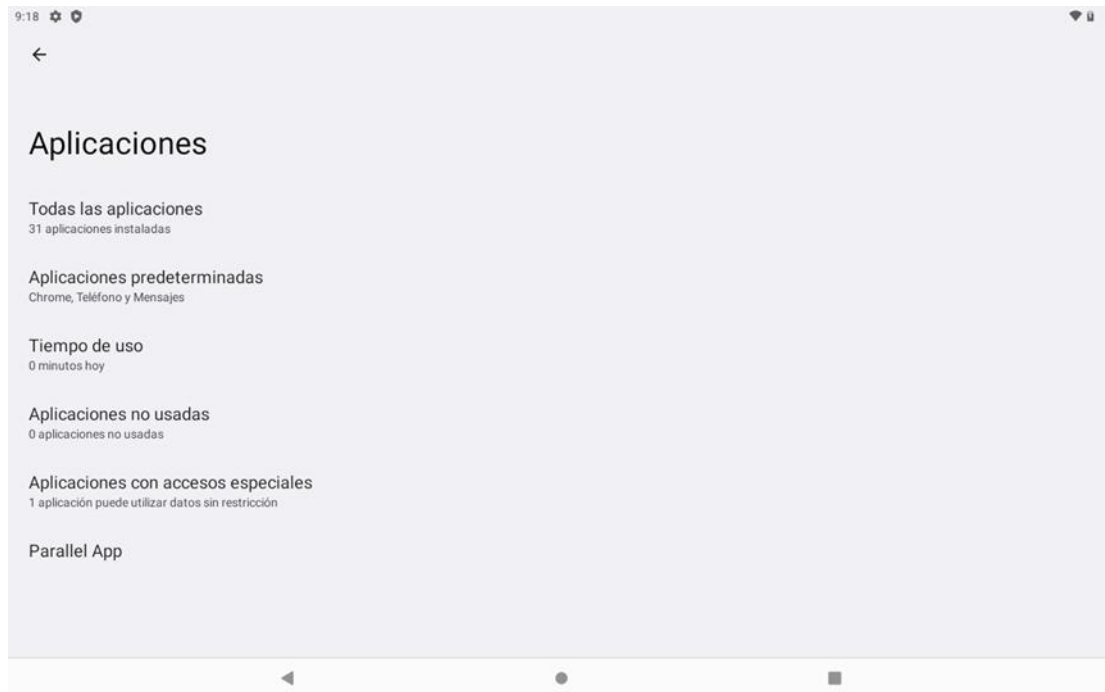 9:18
Aplicaciones
Todas las aplicaciones
31 aplicaciones instaladas
Aplicaciones predeterminadas
Chrome, Teléfono y Mensajes
Tiempo de uso
0 minutos hoy
Aplicaciones no usadas
0 aplicaciones no usadas
Aplicaciones con accesos especiales
1 aplicación puede utilizar datos sin restricción
Parallel App